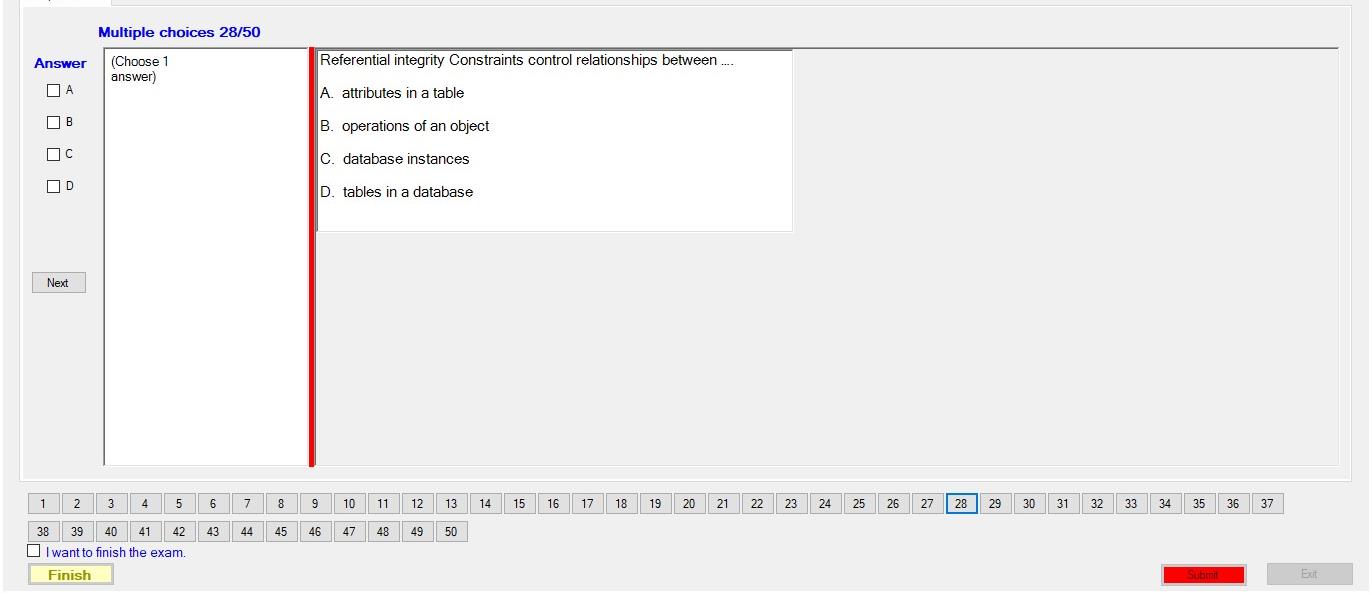 Multiple choices 28/50
Answer
A
B
C
D
Next
(Choose 1
answer)
Referential integrity Constraints control relationships between ....
A. attributes in a table
B. operations of an object
C. database instances
D. tables in a database
1 2 3 4 5 6 7 8 9 10 11 12 13 14 15 16 17 18 19 20 21 22 23 24 25 26 27 28 29 30 31 32 33 34 35 36 37
38 39 40 41 42 43 44 45 46 47 48 49 50
I want to finish the exam.
Finish
Submit
Exit